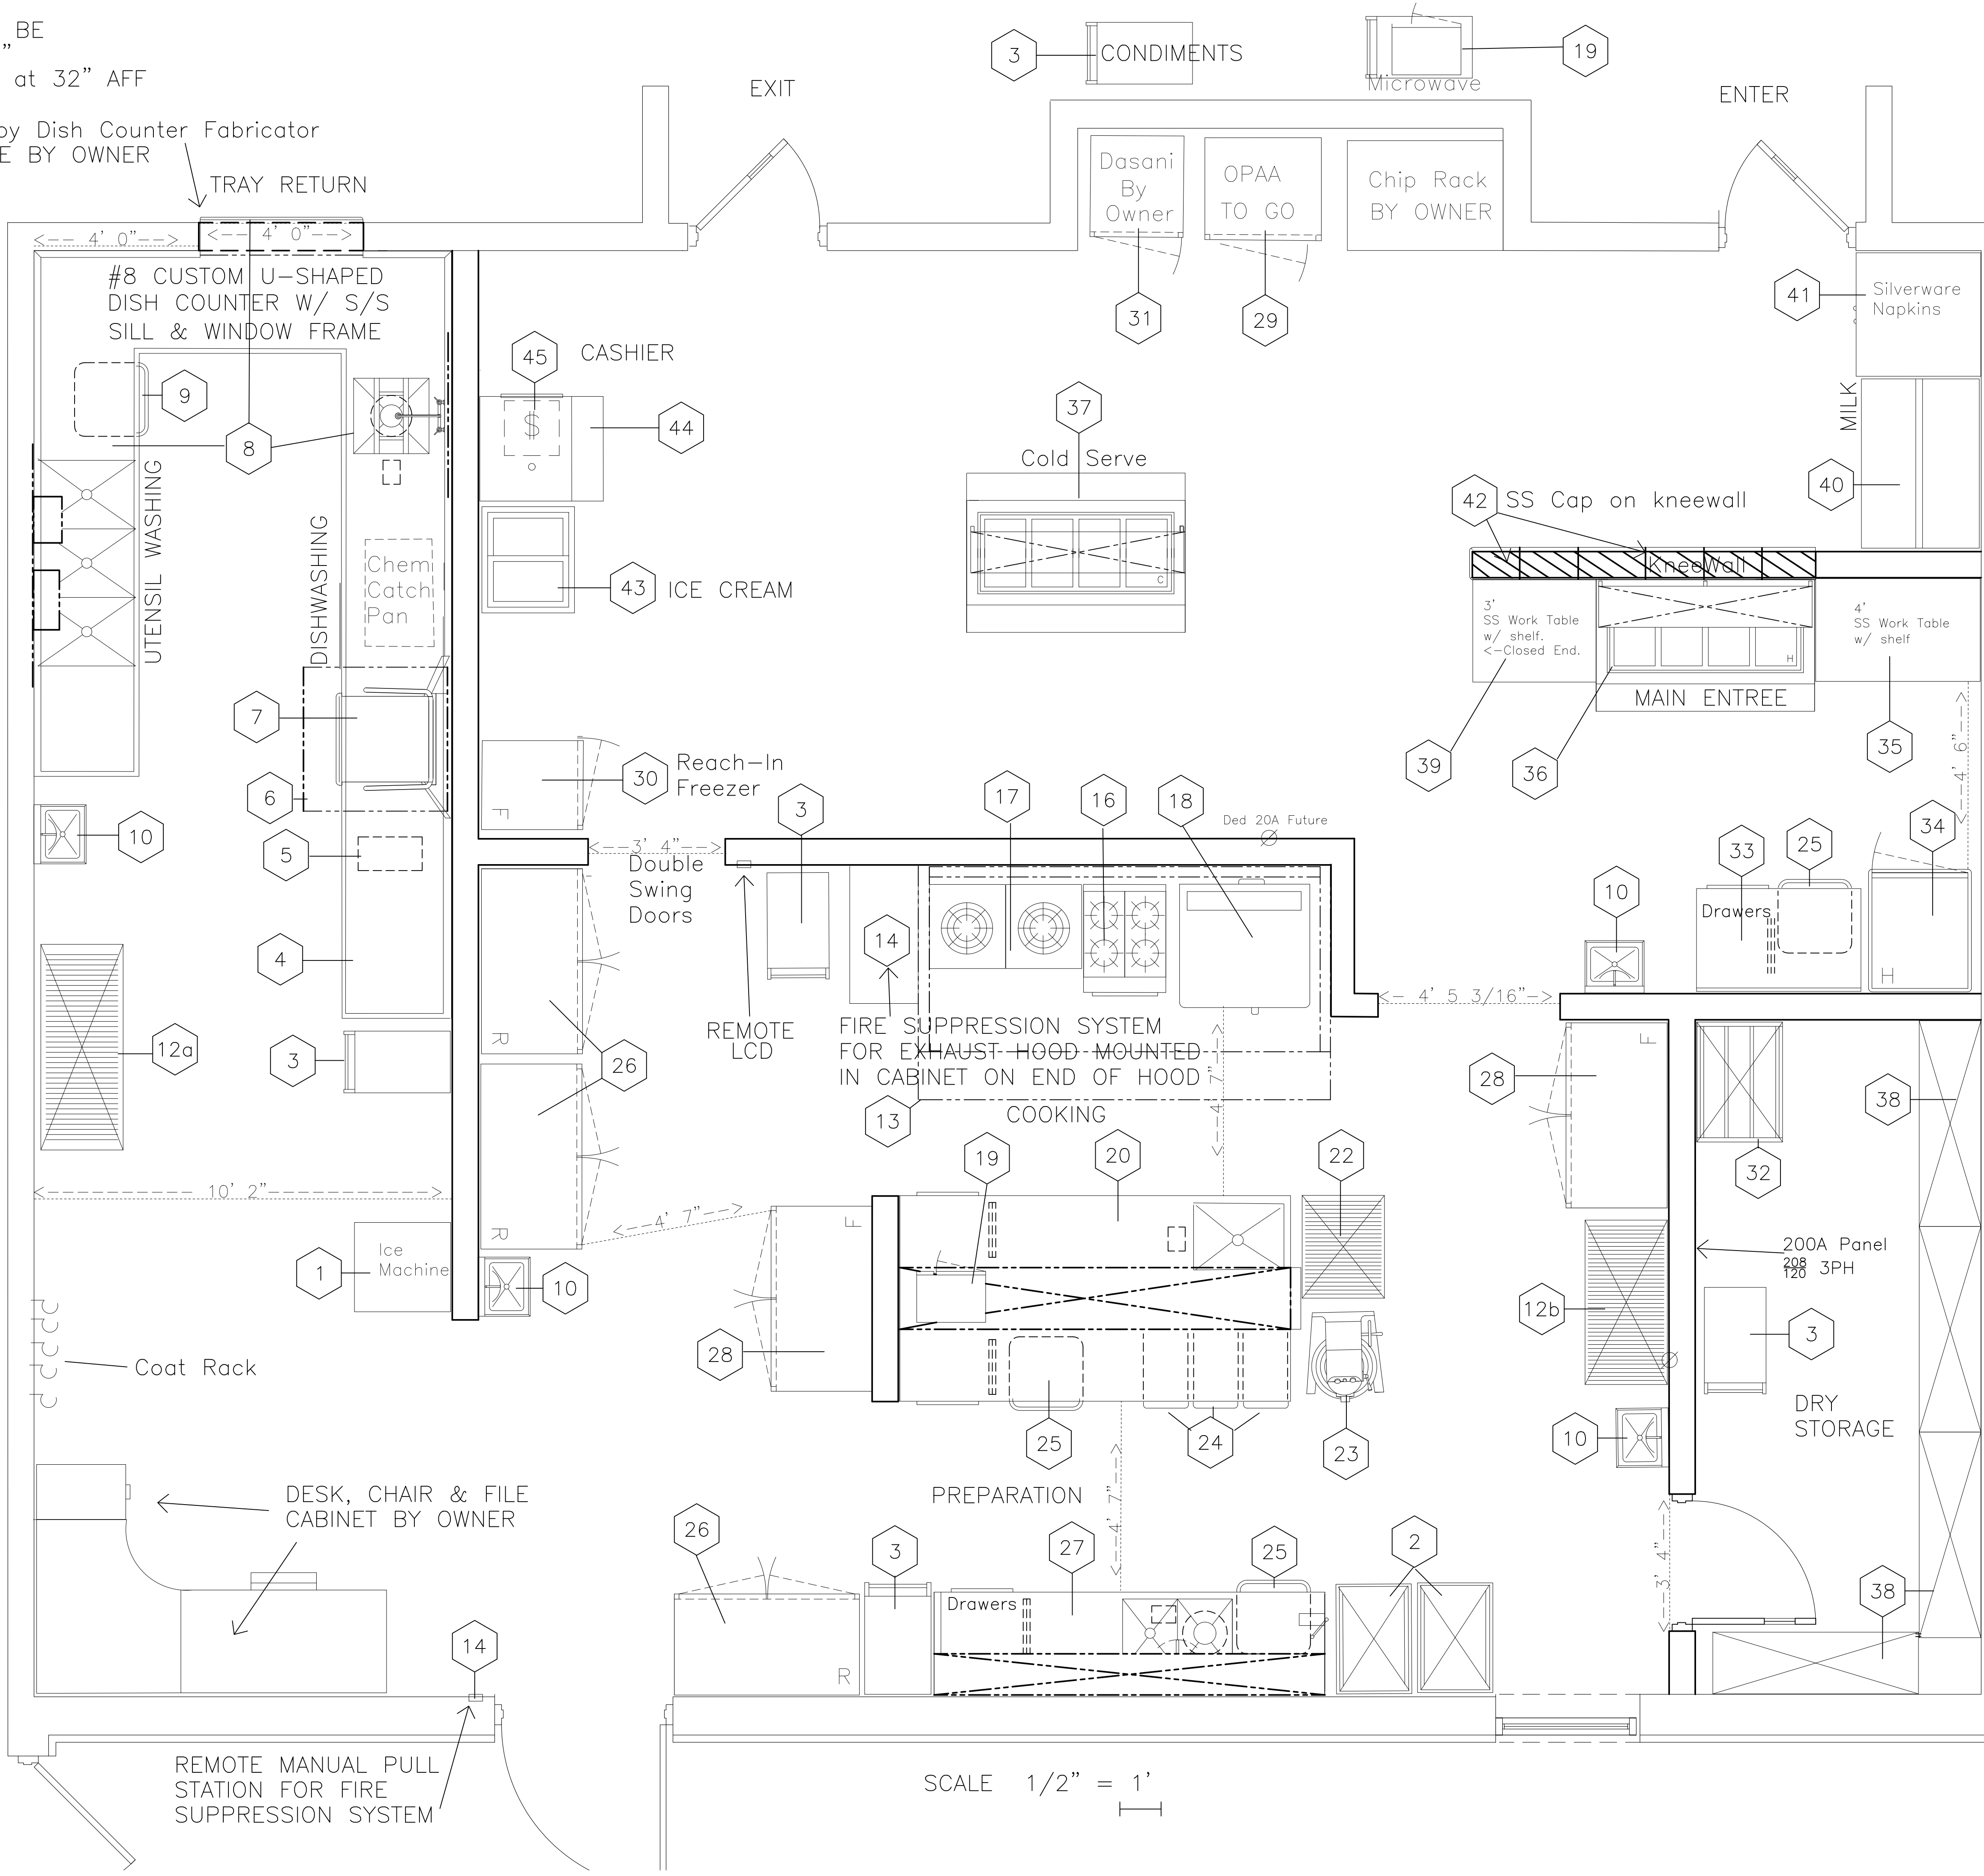 BE
"
at 32" AFF
by Dish Counter Fabricator
E BY OWNER
TRAY RETURN
EXIT
3
CONDIMENTS
Microwave
19
ENTER
<-- 4' 0"-->
<-- 4' 0"-->
#8 CUSTOM U-SHAPED
DISH COUNTER W/ S/S
SILL & WINDOW FRAME
Dasani
By
Owner
OPAA
TO GO
Chip Rack
BY OWNER
31
29
41
Silverware
Napkins
9
8
45
CASHIER
$
44
37
Cold Serve
C
MILK
40
42
SS Cap on kneewall
KneeWall
UTENSIL WASHING
DISHWASHING
Chem
Catch
Pan
43
ICE CREAM
3'
SS Work Table
w/ shelf.
<-Closed End.
H
4'
SS Work Table
w/ shelf
MAIN ENTREE
39
36
35
4' 6"
7
6
5
10
30
Reach-In
Freezer
F
3' 4"
Double
Swing
Doors
3
17
16
18
Ded 20A Future
33
25
34
10
Drawers
H
4
14
12a
3
26
R
REMOTE
LCD
FIRE SUPPRESSION SYSTEM
FOR EXHAUST HOOD MOUNTED
IN CABINET ON END OF HOOD
4' 7"
<- 4' 5 3/16"->
13
COOKING
28
F
38
32
10' 2"
R
4' 7"
19
20
22
F
1
Ice
Machine
10
28
200A Panel
208
120
3PH
12b
3
Coat Rack
25
24
23
10
DRY
STORAGE
DESK, CHAIR & FILE
CABINET BY OWNER
PREPARATION
4' 7"
26
3
27
25
2
3' 4"
38
Drawers
R
38
14
REMOTE MANUAL PULL
STATION FOR FIRE
SUPPRESSION SYSTEM
SCALE 1/2" = 1'